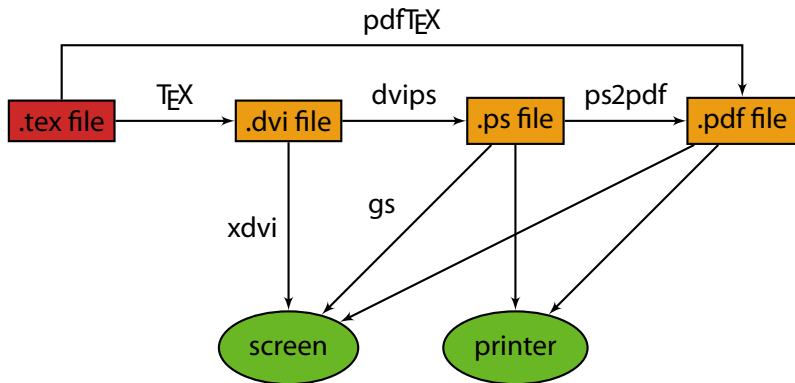 pdfTEX
TEX
dvips
ps2pdf
.tex file
.dvi file
.ps file
.pdf file
xdvi
gs
screen
printer